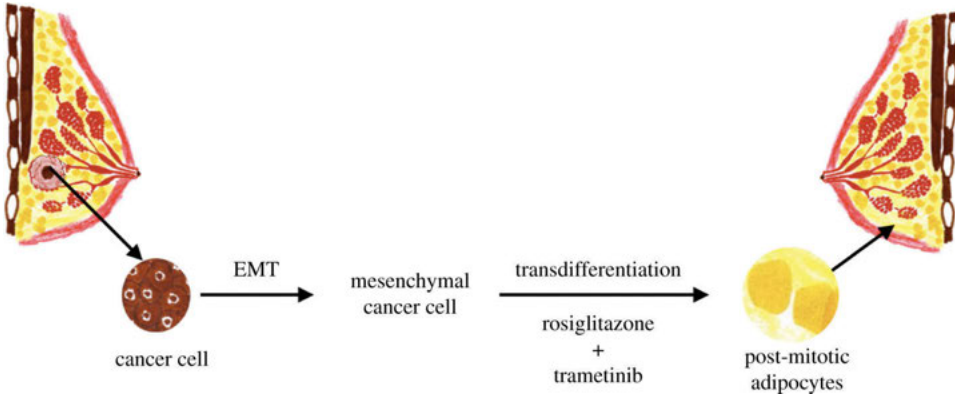 EMT
transdifferentiation
mesenchymal
cancer cell
rosiglitazone
+
trametinib
cancer cell
post-mitotic
adipocytes